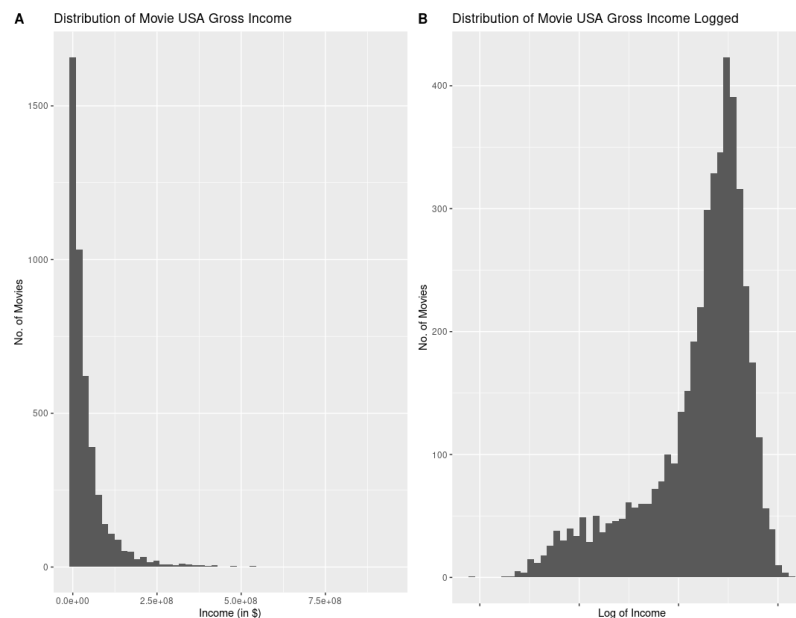 A Distribution of Movie USA Gross Income
1500
1000
500
0
No. of Movies
0.0e+00 2.5e+08 5.0e+08 7.5e+08
Income (in $)
B Distribution of Movie USA Gross Income Logged
400
300
200
100
0
No. of Movies
Log of Income